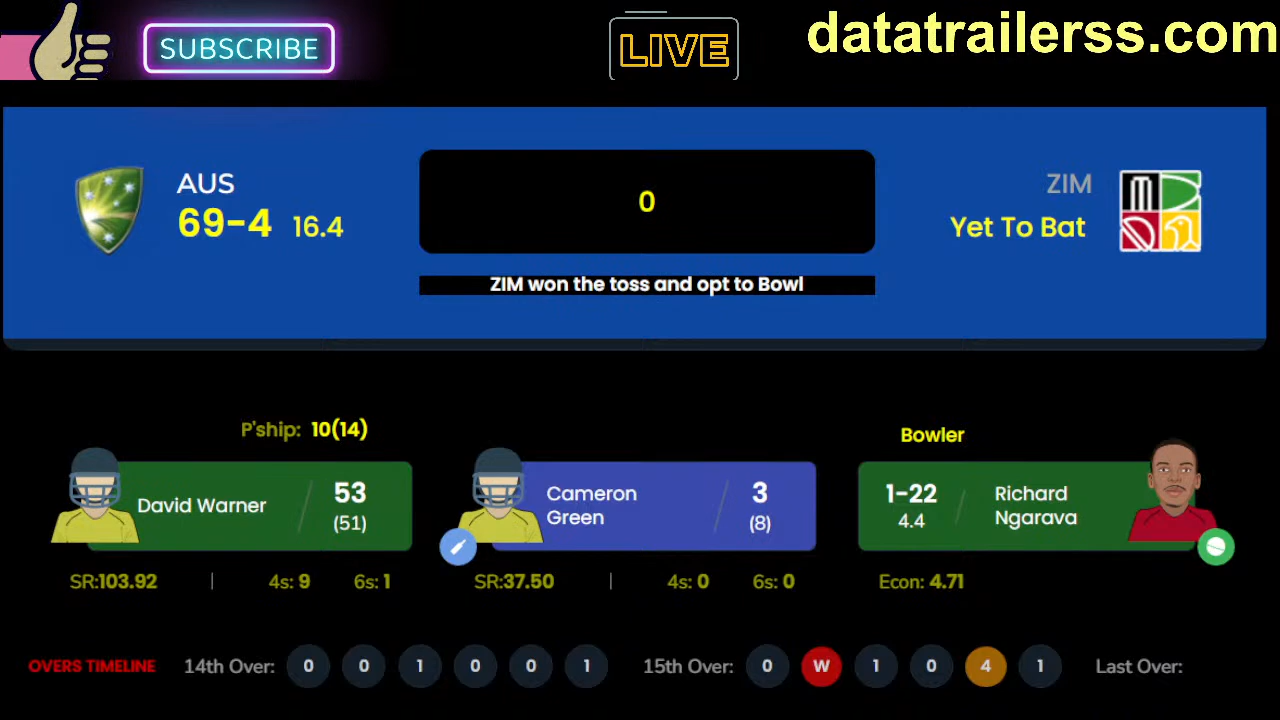 SUBSCRIBE
LIVE
datatrailerss.com
AUS
69-4 16.4
0
ZIM
Yet To Bat
ZIM won the toss and opt to Bowl
P'ship: 10(14)
Bowler
David Warner
53
(51)
Cameron
Green
3
(8)
1-22
4.4
Richard
Ngarava
SR:103.92 | 4s: 9 6s: 1
SR:37.50 | 4s: 0 6s: 0
Econ: 4.71
OVERS TIMELINE 14th Over: 0 0 1 0 0 1 15th Over: 0 W 1 0 4 1 Last Over: